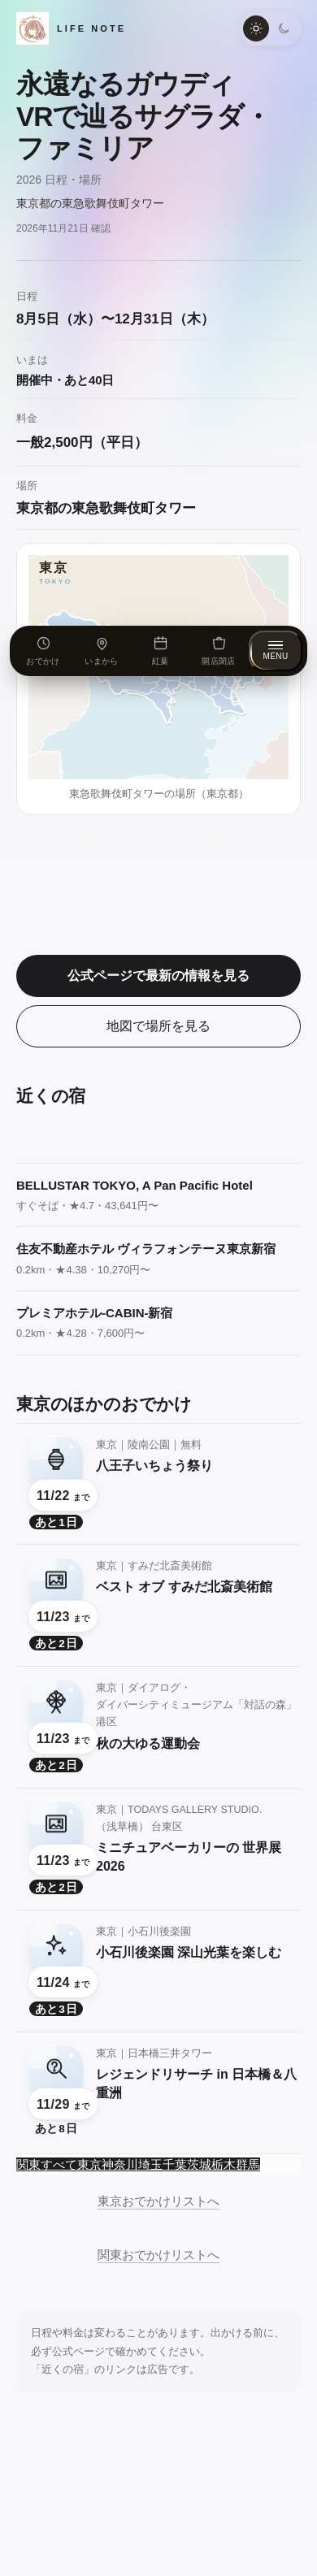 LIFE NOTE
永遠なるガウディ
VRで辿るサグラダ・
ファミリア
2026 日程・場所
東京都の東急歌舞伎町タワー
2026年11月21日 確認
日程
8月5日（水）〜12月31日（木）
いまは
開催中・あと40日
料金
一般2,500円（平日）
場所
東京都の東急歌舞伎町タワー
東京
TOKYO
おでかけ
いまから
紅葉
開店閉店
MENU
東急歌舞伎町タワーの場所（東京都）
公式ページで最新の情報を見る
地図で場所を見る
近くの宿
BELLUSTAR TOKYO, A Pan Pacific Hotel
すぐそば・★4.7・43,641円〜
住友不動産ホテル ヴィラフォンテーヌ東京新宿
0.2km・★4.38・10,270円〜
プレミアホテル-CABIN-新宿
0.2km・★4.28・7,600円〜
東京のほかのおでかけ
東京｜陵南公園｜無料
八王子いちょう祭り
11/22 まで
あと1日
東京｜すみだ北斎美術館
ベスト オブ すみだ北斎美術館
11/23 まで
あと2日
東京｜ダイアログ・
ダイバーシティミュージアム「対話の森」
港区
秋の大ゆる運動会
11/23 まで
あと2日
東京｜TODAYS GALLERY STUDIO.
（浅草橋） 台東区
ミニチュアベーカリーの 世界展
2026
11/23 まで
あと2日
東京｜小石川後楽園
小石川後楽園 深山光葉を楽しむ
11/24 まで
あと3日
東京｜日本橋三井タワー
レジェンドリサーチ in 日本橋＆八
重洲
11/29 まで
あと8日
関東すべて東京神奈川埼玉千葉茨城栃木群馬
東京おでかけリストへ
関東おでかけリストへ
日程や料金は変わることがあります。出かける前に、
必ず公式ページで確かめてください。
「近くの宿」のリンクは広告です。